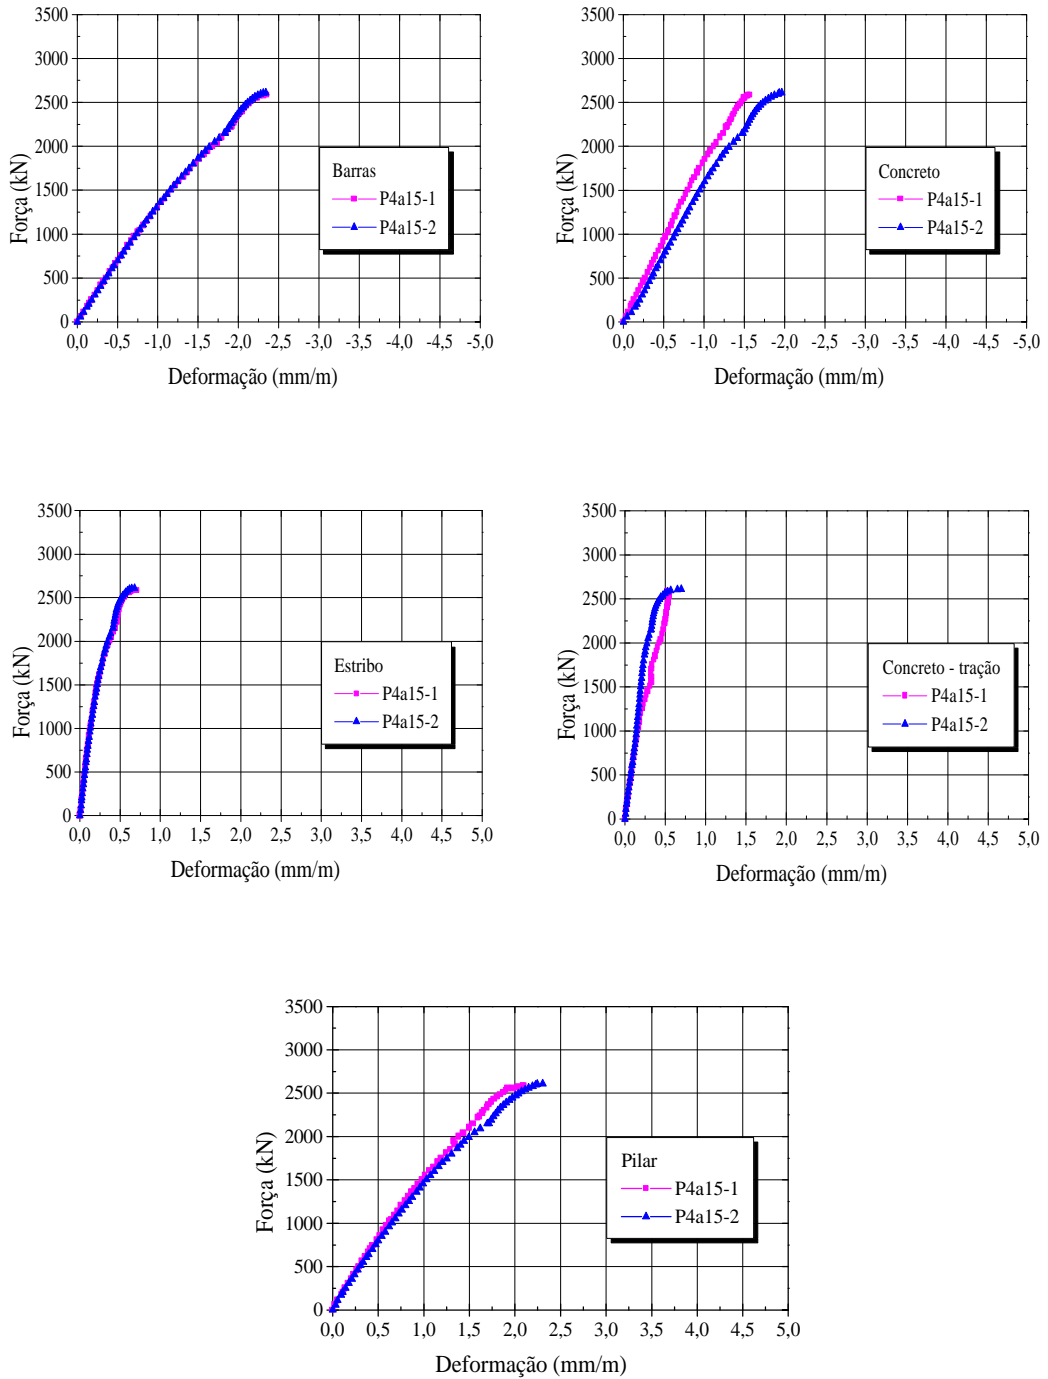 3500
3000
2500
2000
1500
1000
500
0
Força (kN)
0,0 -0,5 -1,0 -1,5 -2,0 -2,5 -3,0 -3,5 -4,0 -4,5 -5,0
Deformação (mm/m)
Barras
P4a15-1
P4a15-2
3500
3000
2500
2000
1500
1000
500
0
Força (kN)
0,0 -0,5 -1,0 -1,5 -2,0 -2,5 -3,0 -3,5 -4,0 -4,5 -5,0
Deformação (mm/m)
Concreto
P4a15-1
P4a15-2
3500
3000
2500
2000
1500
1000
500
0
Força (kN)
0,0 0,5 1,0 1,5 2,0 2,5 3,0 3,5 4,0 4,5 5,0
Deformação (mm/m)
Estribo
P4a15-1
P4a15-2
3500
3000
2500
2000
1500
1000
500
0
Força (kN)
0,0 0,5 1,0 1,5 2,0 2,5 3,0 3,5 4,0 4,5 5,0
Deformação (mm/m)
Concreto - tração
P4a15-1
P4a15-2
3500
3000
2500
2000
1500
1000
500
0
Força (kN)
0,0 0,5 1,0 1,5 2,0 2,5 3,0 3,5 4,0 4,5 5,0
Deformação (mm/m)
Pilar
P4a15-1
P4a15-2